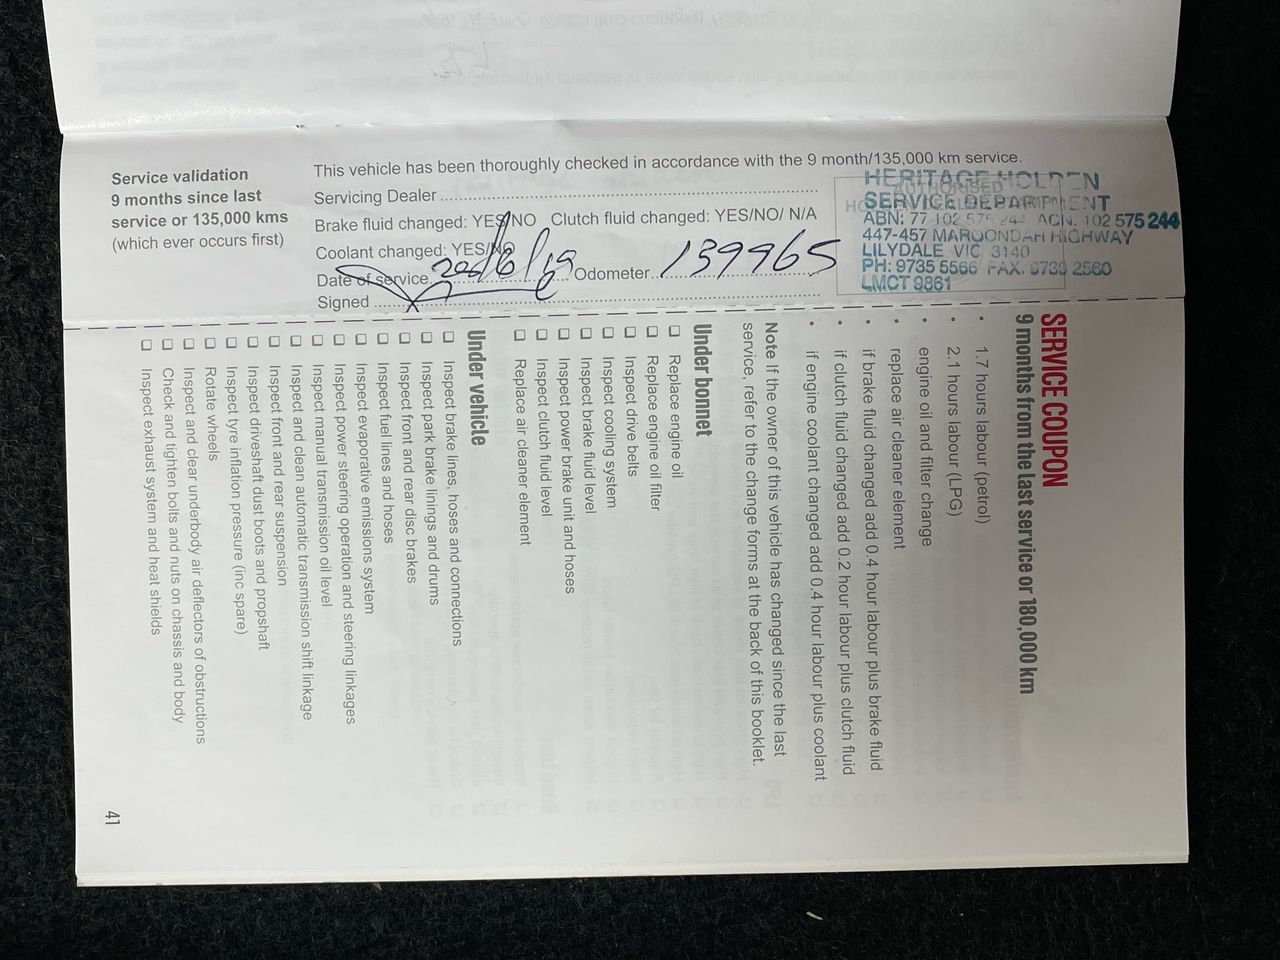 Service validation
9 months since last
service or 135,000 kms
(which ever occurs first)
This vehicle has been thoroughly checked in accordance with the 9 month/135,000 km service.
Servicing Dealer
Brake fluid changed: YES/NO Clutch fluid changed: YES/NO/ N/A
Coolant changed: YES/NO
Date of service Odometer 139965
Signed
HERITAGE HOLDEN
SERVICE DEPARTMENT
ABN: 77 102 575 244 ACN. 102 575 244
447-457 MAROONDAH HIGHWAY
LILYDALE VIC 3140
PH: 9735 5566 FAX. 9739 2560
LMCT 9861
AUTHORISED
SERVICE COUPON
9 months from the last service or 180,000 km
• 1.7 hours labour (petrol)
• 2.1 hours labour (LPG)
• engine oil and filter change
• replace air cleaner element
• if brake fluid changed add 0.4 hour labour plus brake fluid
• if clutch fluid changed add 0.2 hour labour plus clutch fluid
• if engine coolant changed add 0.4 hour labour plus coolant
Note If the owner of this vehicle has changed since the last
service, refer to the change forms at the back of this booklet.
Under bonnet
❑ Replace engine oil
❑ Replace engine oil filter
❑ Inspect drive belts
❑ Inspect cooling system
❑ Inspect brake fluid level
❑ Inspect power brake unit and hoses
❑ Inspect clutch fluid level
❑ Replace air cleaner element
Under vehicle
❑ Inspect brake lines, hoses and connections
❑ Inspect park brake linings and drums
❑ Inspect front and rear disc brakes
❑ Inspect fuel lines and hoses
❑ Inspect evaporative emissions system
❑ Inspect power steering operation and steering linkages
❑ Inspect manual transmission oil level
❑ Inspect and clean automatic transmission shift linkage
❑ Inspect front and rear suspension
❑ Inspect driveshaft dust boots and propshaft
❑ Inspect tyre inflation pressure (inc spare)
❑ Rotate wheels
❑ Inspect and clear underbody air deflectors of obstructions
❑ Check and tighten bolts and nuts on chassis and body
❑ Inspect exhaust system and heat shields
41